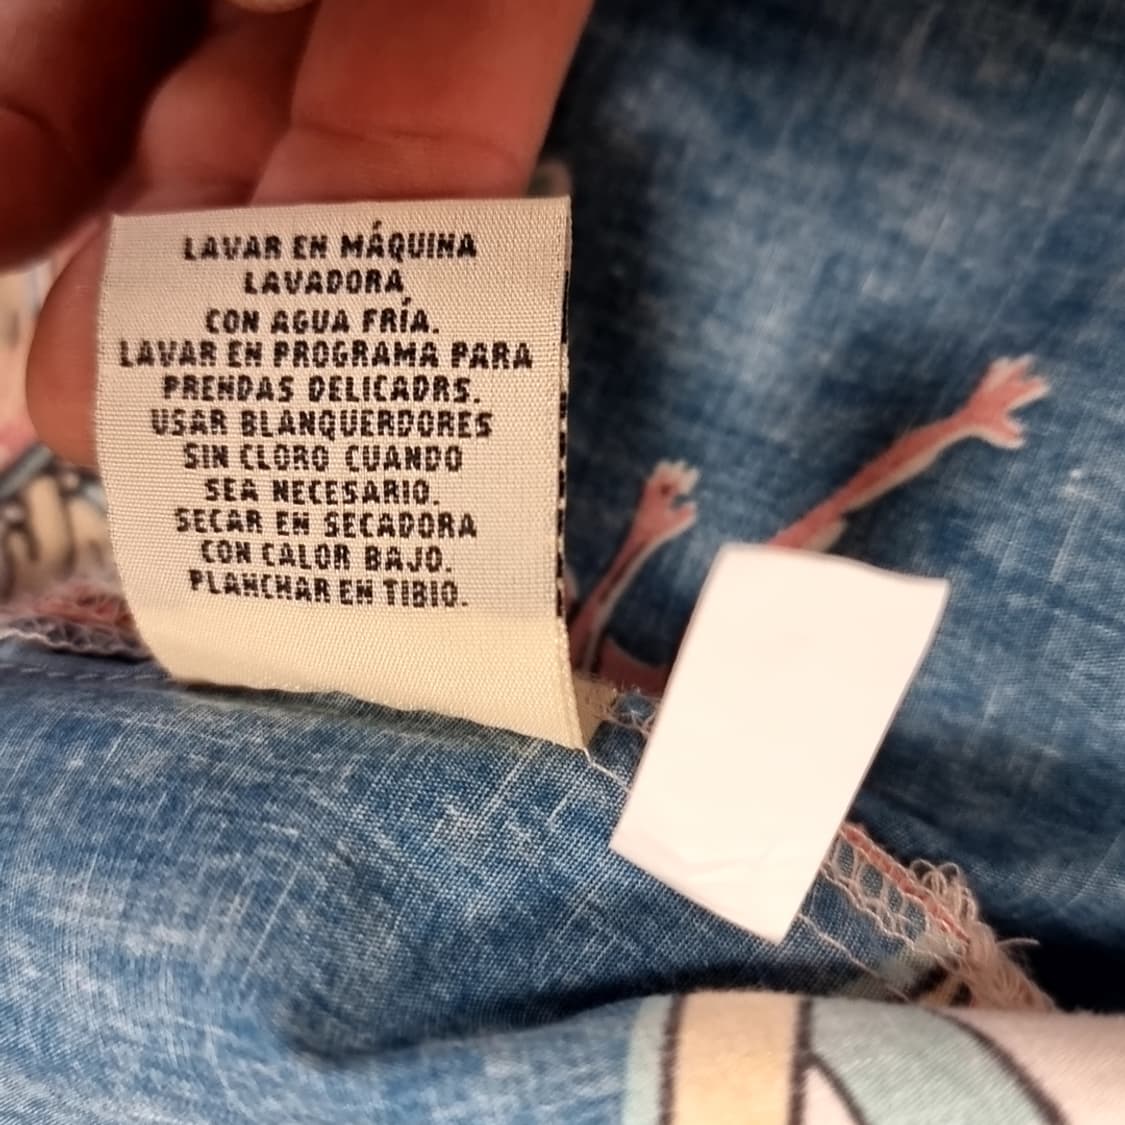 LAVAR EN MÁQUINA
LAVADORA
CON AGUA FRÍA.
LAVAR EN PROGRAMA PARA
PRENDAS DELICADRS.
USAR BLANQUERDORES
SIN CLORO CUANDO
SEA NECESARIO.
SECAR EN SECADORA
CON CALOR BAJO.
PLANCHAR EN TIBIO.